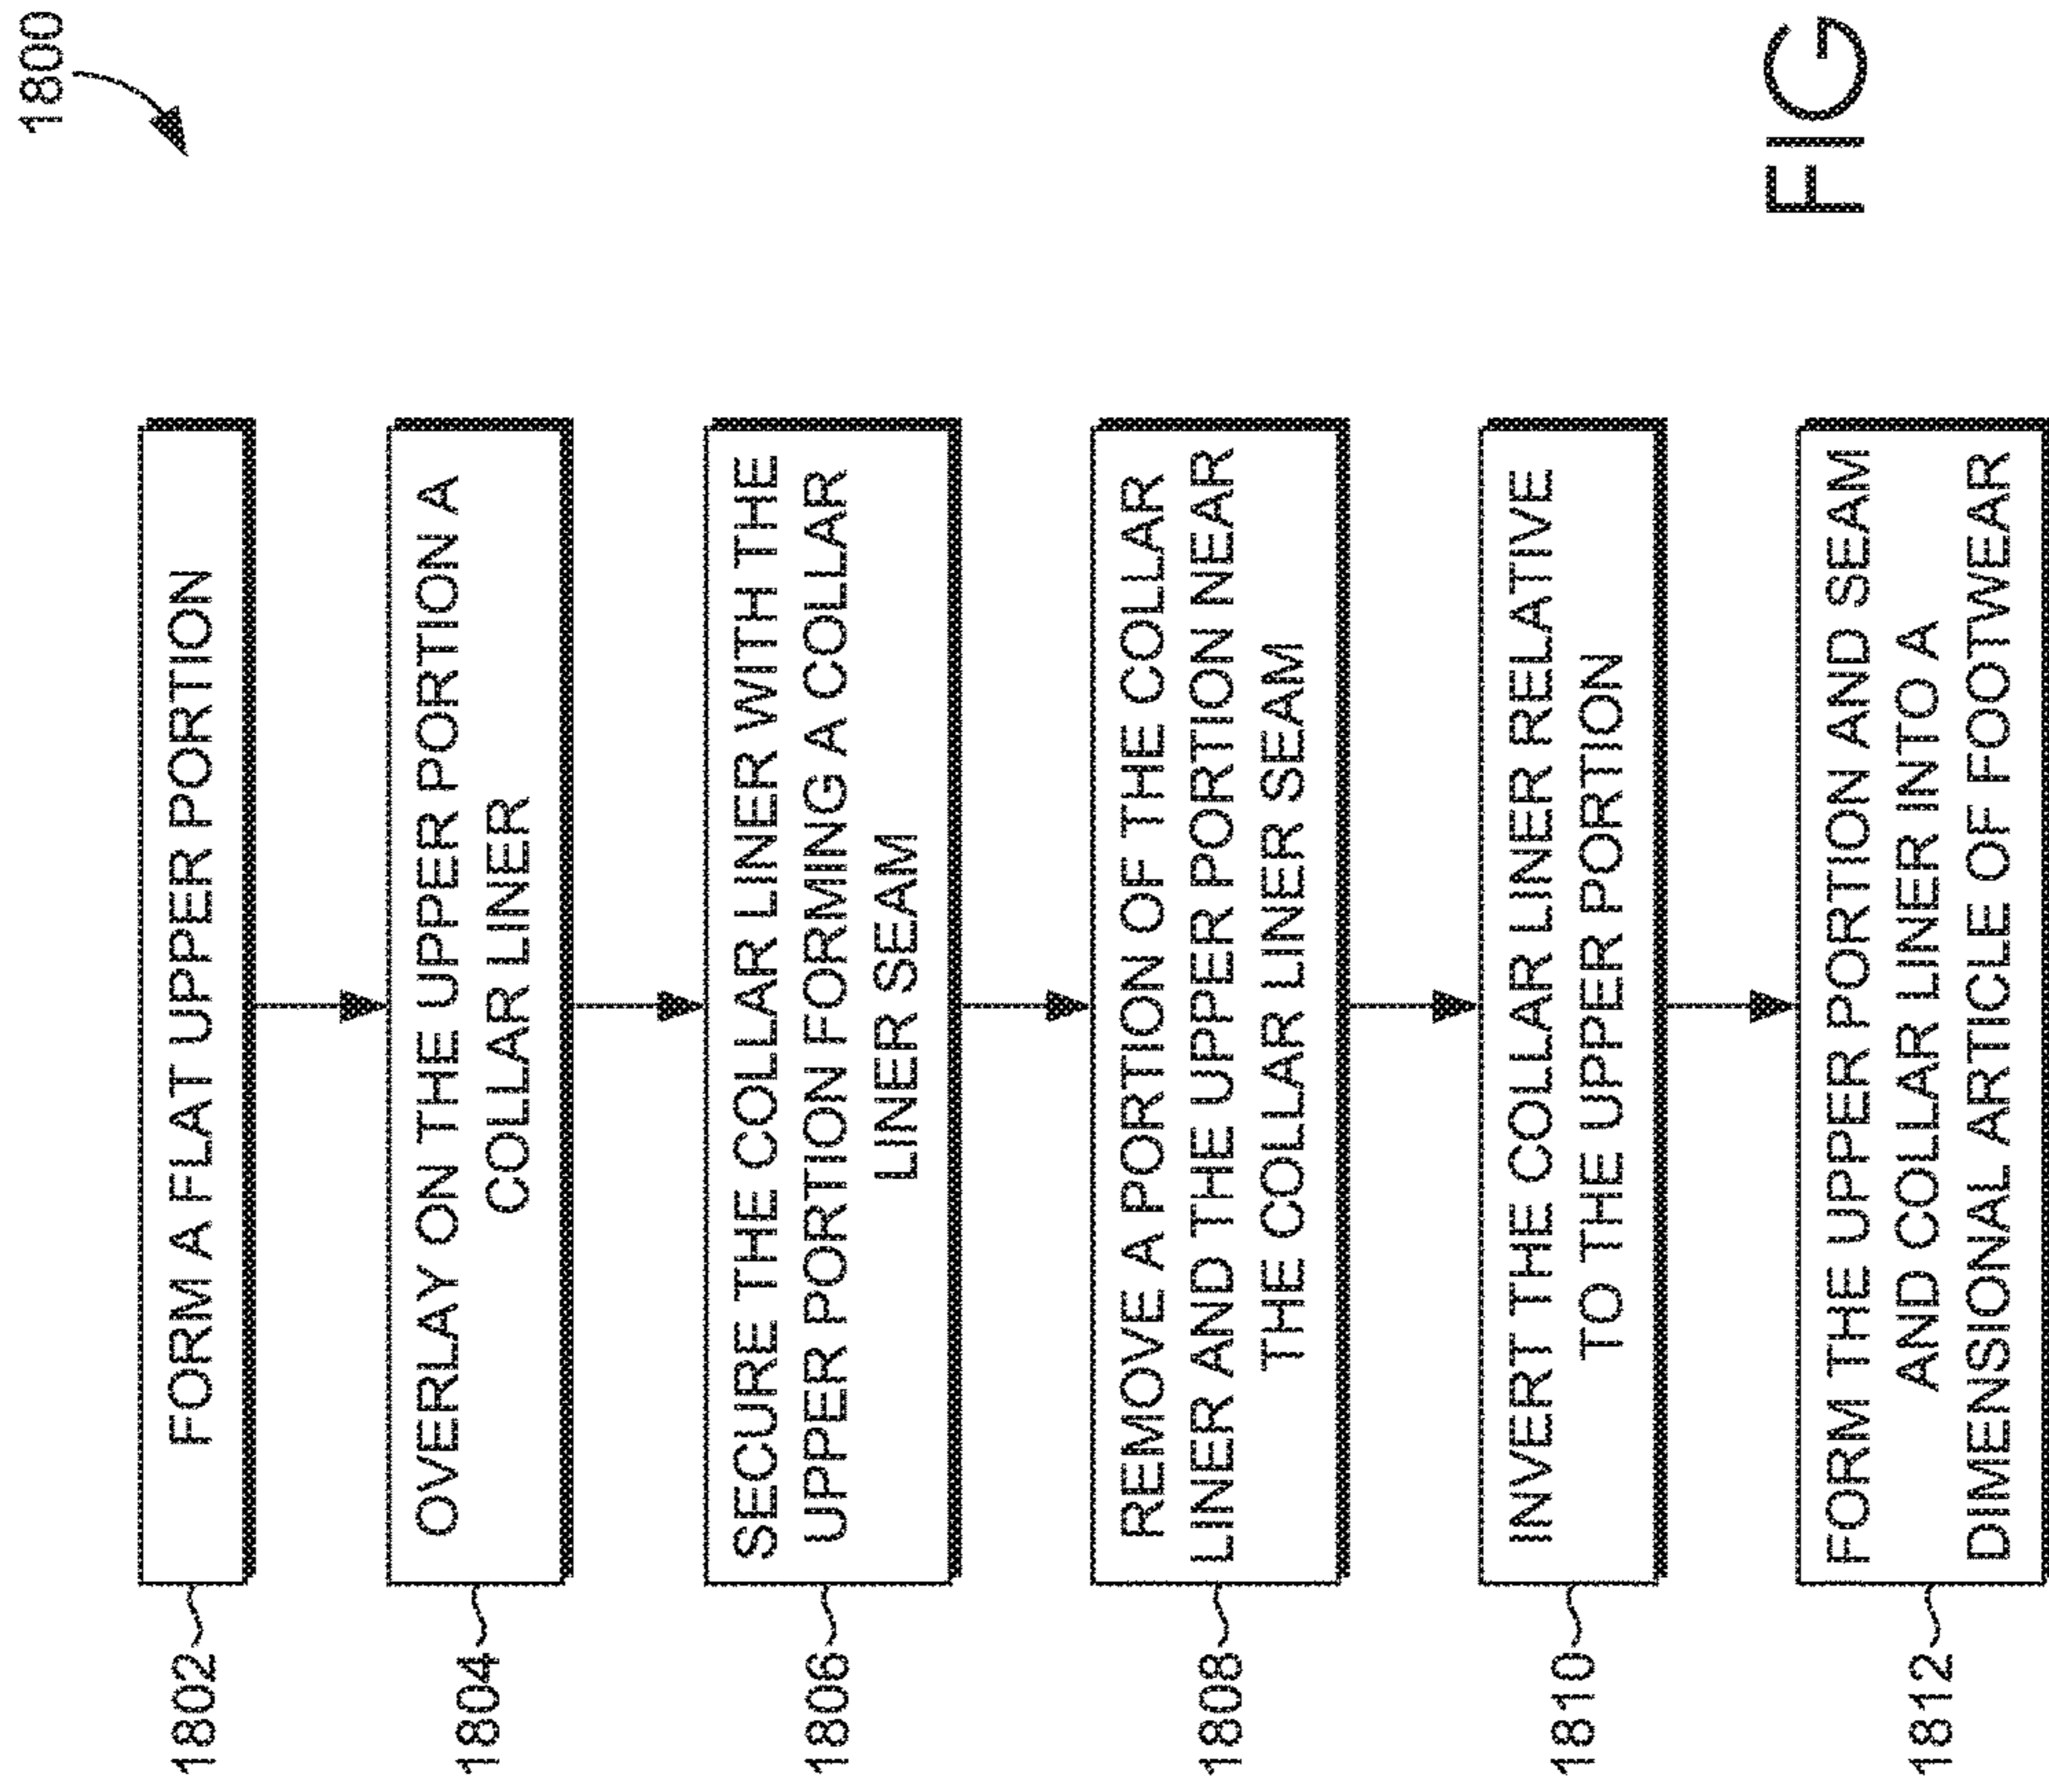 1800
1802
FORM A FLAT UPPER PORTION
1804
OVERLAY ON THE UPPER PORTION A
COLLAR LINER
1806
SECURE THE COLLAR LINER WITH THE
UPPER PORTION FORMING A COLLAR
LINER SEAM
1808
REMOVE A PORTION OF THE COLLAR
LINER AND THE UPPER PORTION NEAR
THE COLLAR LINER SEAM
1810
INVERT THE COLLAR LINER RELATIVE
TO THE UPPER PORTION
1812
FORM THE UPPER PORTION AND SEAM
AND COLLAR LINER INTO A
DIMENSIONAL ARTICLE OF FOOTWEAR
FIG